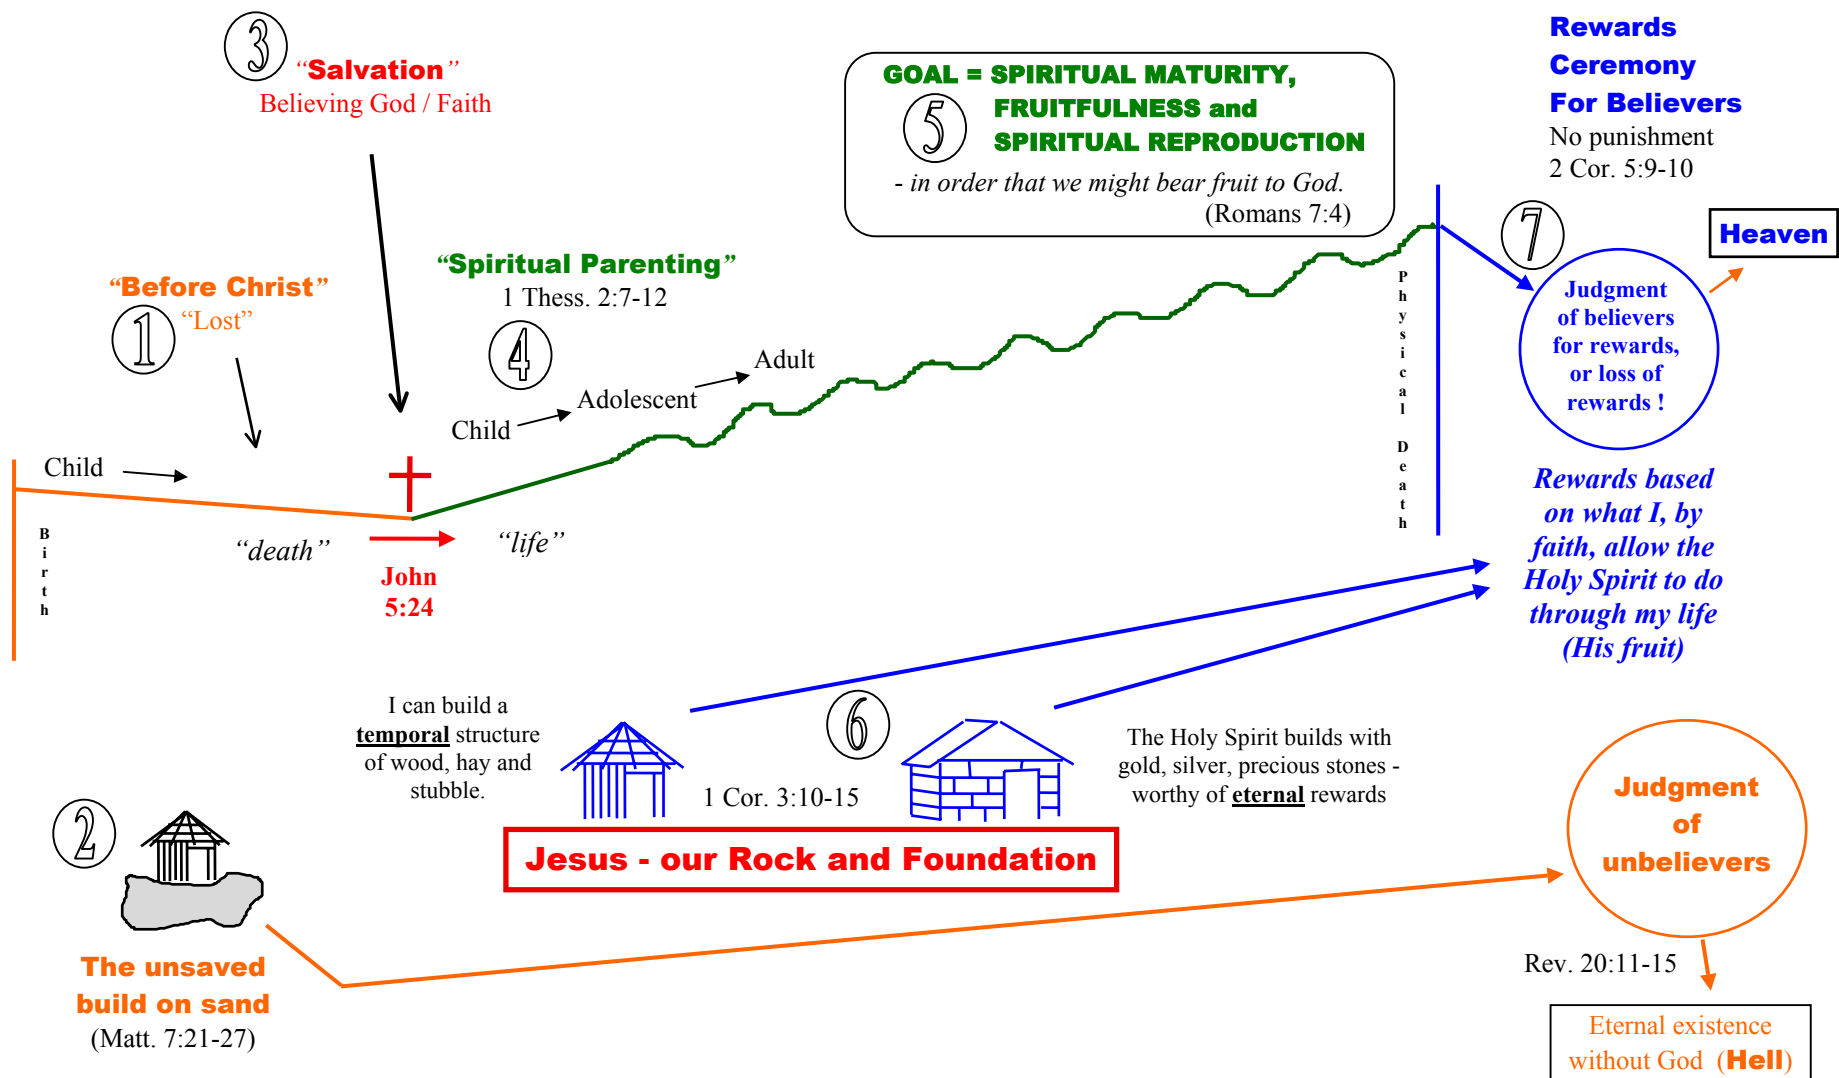 3
“Salvation”
Believing God / Faith
GOAL = SPIRITUAL MATURITY,
5
FRUITFULNESS and
SPIRITUAL REPRODUCTION
- in order that we might bear fruit to God.
(Romans 7:4)
Rewards
Ceremony
For Believers
No punishment
2 Cor. 5:9-10
“Before Christ”
“Lost”
1
“Spiritual Parenting”
1 Thess. 2:7-12
4
Child
Adolescent
Adult
Physical Death
7
Heaven
Judgment
of believers
for rewards,
or loss of
rewards !
Child
Birth
“death”
“life”
John
5:24
Rewards based
on what I, by
faith, allow the
Holy Spirit to do
through my life
(His fruit)
I can build a
temporal structure
of wood, hay and
stubble.
6
1 Cor. 3:10-15
The Holy Spirit builds with
gold, silver, precious stones -
worthy of eternal rewards
Jesus - our Rock and Foundation
2
The unsaved
build on sand
(Matt. 7:21-27)
Judgment
of
unbelievers
Rev. 20:11-15
Eternal existence
without God (Hell)